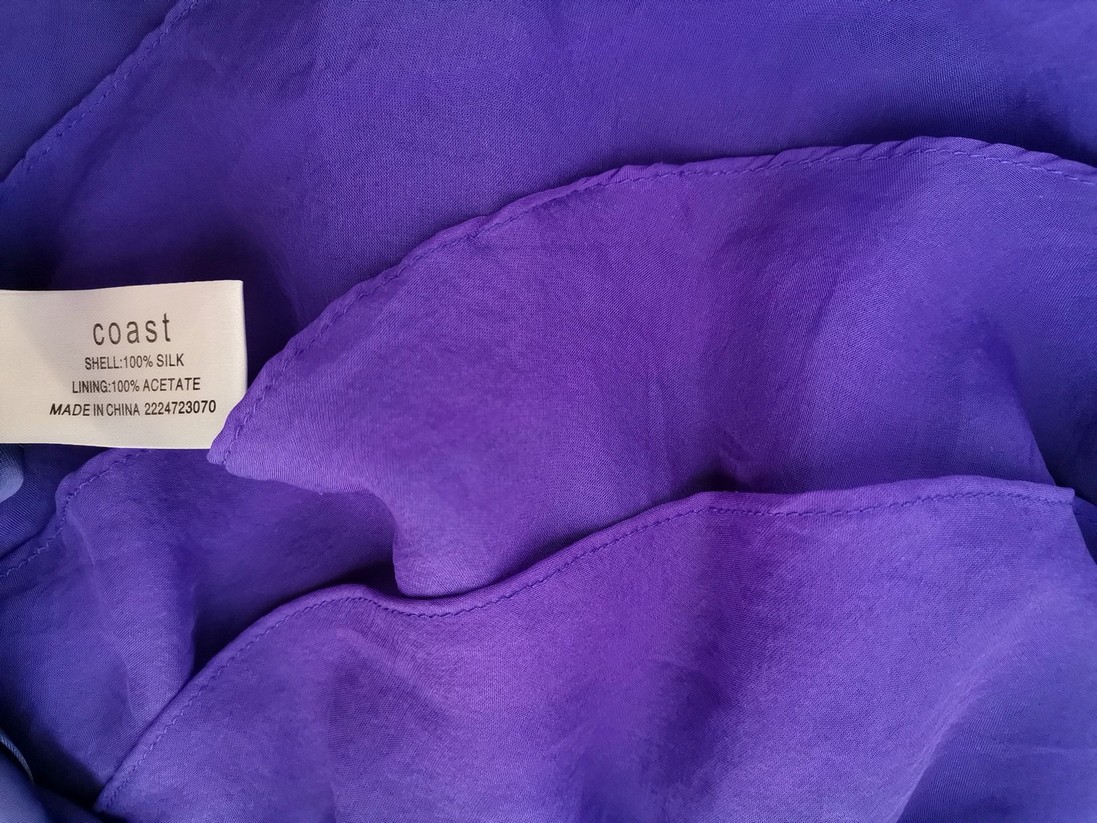 coast
SHELL:100% SILK
LINING:100% ACETATE
MADE IN CHINA 2224723070